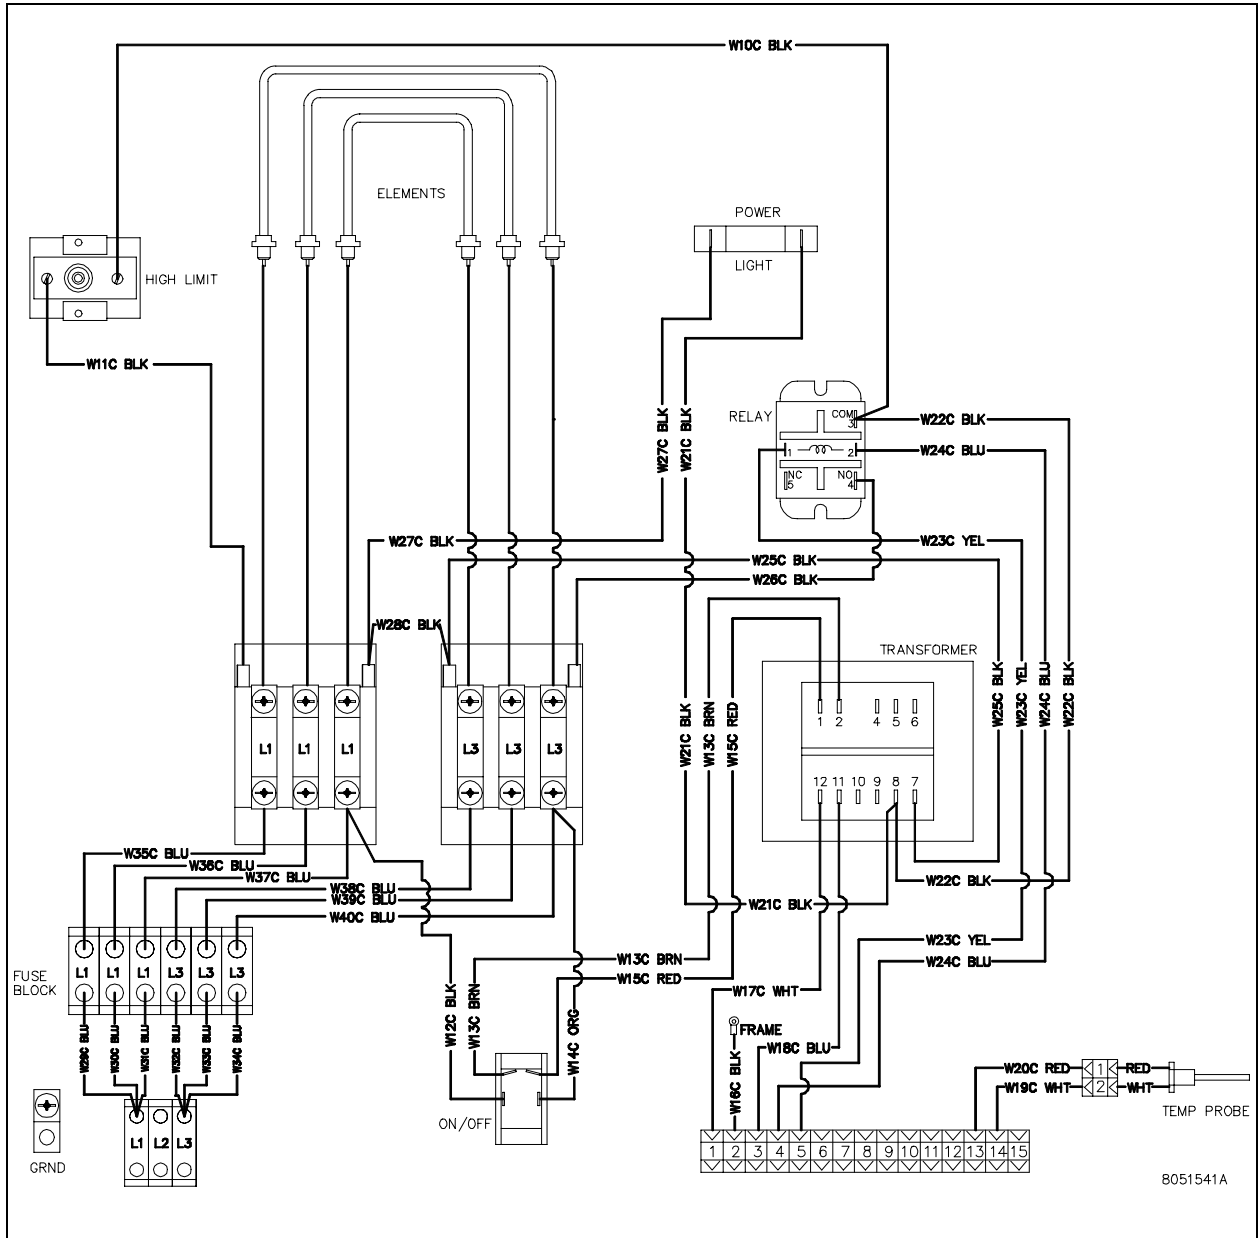 W10C BLK
ELEMENTS
POWER
LIGHT
HIGH LIMIT
W11C BLK
W27C BLK
W21C BLK
RELAY
COM
3
1
2
NC
5
NO
4
W22C BLK
W24C BLU
W27C BLK
W23C YEL
W25C BLK
W26C BLK
W28C BLK
TRANSFORMER
W21C BLK
W13C BRN
W15C RED
W25C BLK
W23C YEL
W24C BLU
W22C BLK
1 2 4 5 6
L1 L1 L1 L3 L3 L3
12 11 10 9 8 7
W35C BLU
W36C BLU
W37C BLU
W38C BLU
W39C BLU
W40C BLU
W22C BLK
W21C BLK
W23C YEL
W24C BLU
W13C BRN
W15C RED
FUSE
BLOCK
L1 L1 L1 L3 L3 L3
W29C BLU
W30C BLU
W31C BLU
W32C BLU
W33C BLU
W34C BLU
W12C BLK
W13C BRN
W14C ORG
W17C WHT
FRAME
W18C BLU
W16C BLK
W20C RED
1
RED
W19C WHT
2
WHT
TEMP PROBE
ON/OFF
L1 L2 L3
GRND
1 2 3 4 5 6 7 8 9 10 11 12 13 14 15
8051541A